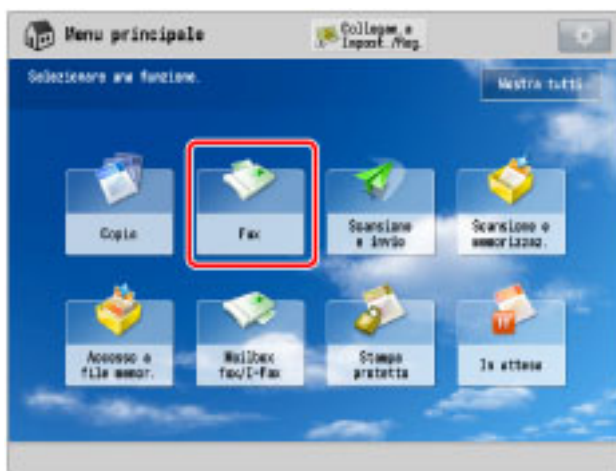 Menu principale
Collegam. a
Impost./Reg.
Selezionare una funzione.
Mostra tutti
Copia
Fax
Scansione
e invio
Scansione e
memorizzaz.
Accesso a
file memor.
Mailbox
fax/I-Fax
Stampa
protetta
In attesa